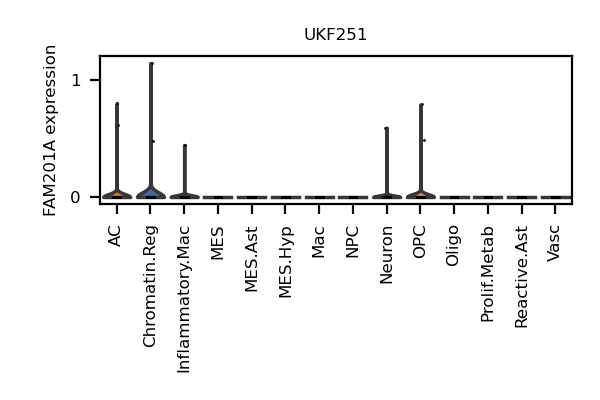 UKF251
FAM201A expression
1
0
AC
Chromatin.Reg
Inflammatory.Mac
MES
MES.Ast
MES.Hyp
Mac
NPC
Neuron
OPC
Oligo
Prolif.Metab
Reactive.Ast
Vasc